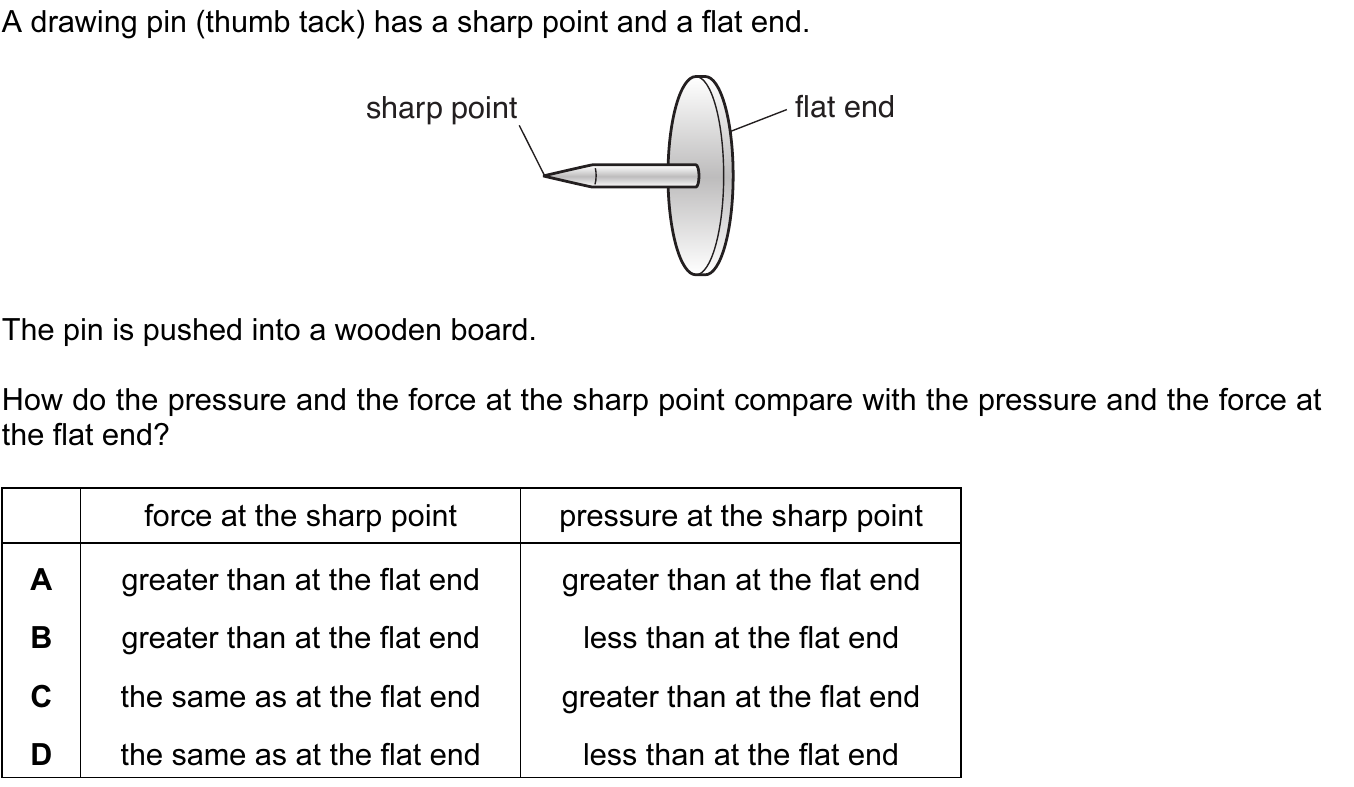 A drawing pin (thumb tack) has a sharp point and a flat end.
sharp point
flat end
The pin is pushed into a wooden board.
How do the pressure and the force at the sharp point compare with the pressure and the force at
the flat end?
force at the sharp point pressure at the sharp point
A greater than at the flat end greater than at the flat end
B greater than at the flat end less than at the flat end
C the same as at the flat end greater than at the flat end
D the same as at the flat end less than at the flat end